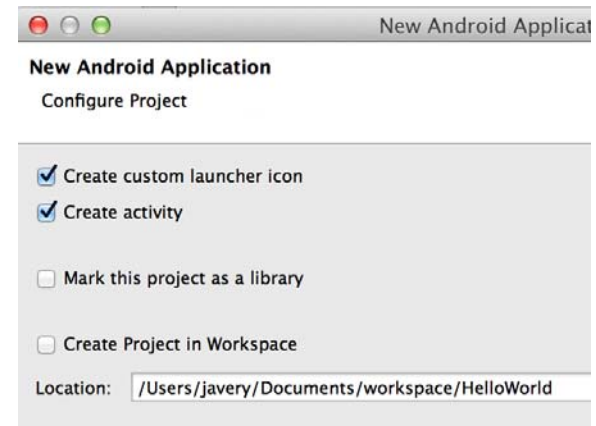 New Android Applicat
New Android Application
Configure Project
Create custom launcher icon
Create activity
Mark this project as a library
Create Project in Workspace
Location: /Users/javery/Documents/workspace/HelloWorld